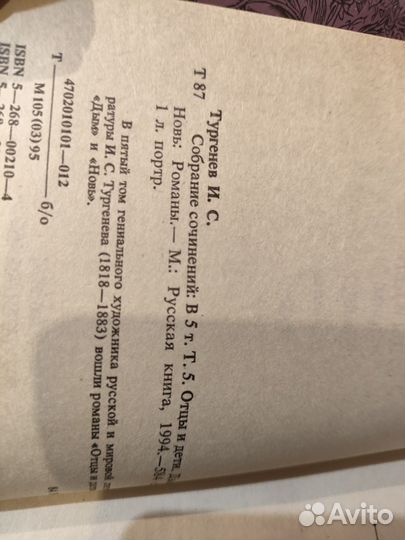 Тургенев И. С.
Т 87
Собрание сочинений: В 5 т. Т. 5. Отцы и дети.
Новь: Романы.— М.: Русская книга, 1994.—
1 л. портр.
В пятый том гениального художника русской и мировой
ратуры И. С. Тургенева (1818—1883) вошли романы «Отцы и
«Дым» и «Новь».
4702010101—012
Т
б/о
М105(03)95
ISBN 5—268—00210—4
ISBN 5
Avito